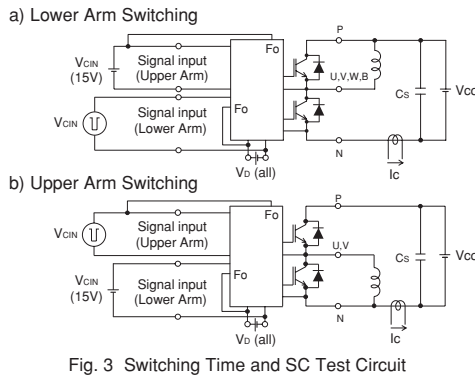 a) Lower Arm Switching
P
Fo
VCIN
(15V)
Signal input
(Upper Arm)
U,V,W,B
CS
VCC
VCIN
Signal input
(Lower Arm)
Fo
N
VD (all)
Ic
b) Upper Arm Switching
P
Fo
VCIN
Signal input
(Upper Arm)
U,V
CS
VCC
VCIN
(15V)
Signal input
(Lower Arm)
Fo
N
VD (all)
Ic
Fig. 3 Switching Time and SC Test Circuit